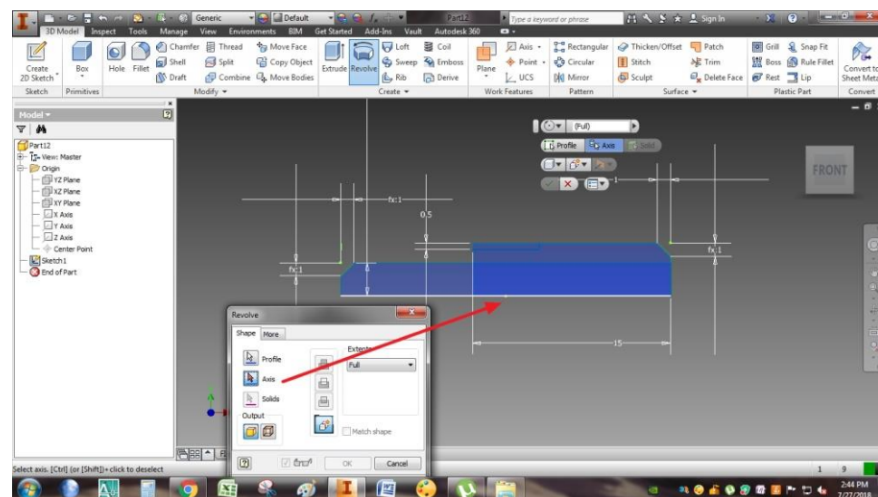 Generic Default Part12 Type a keyword or phrase Sign In
3D Model Inspect Tools Manage View Environments BIM Get Started Add-Ins Vault Autodesk 360
Create 2D Sketch Box Hole Fillet Chamfer Thread Move Face Extrude Revolve Loft Coil Plane Axis Rectangular Thicken/Offset Patch Grill Snap Fit Convert to Sheet Meta
Shell Split Copy Object Sweep Emboss Point Circular Stitch Trim Boss Rule Fillet
Draft Combine Move Bodies Rib Derive UCS Mirror Sculpt Delete Face Rest Lip
Sketch Primitives Modify Create Work Features Pattern Surface Plastic Part Convert
Model
Part12
View: Master
Origin
YZ Plane
XZ Plane
XY Plane
X Axis
Y Axis
Z Axis
Center Point
Sketch1
End of Part
(Full)
Profile Axis Solid
FRONT
1
fx:1
0.5
fx:1
fx:1
15
Revolve
Shape More
Profile
Axis
Solids
Output
Extents
Full
Match shape
OK Cancel
Select axis. [Ctrl] (or [Shift])+ click to deselect
1 9
2:44 PM
7/27/2018